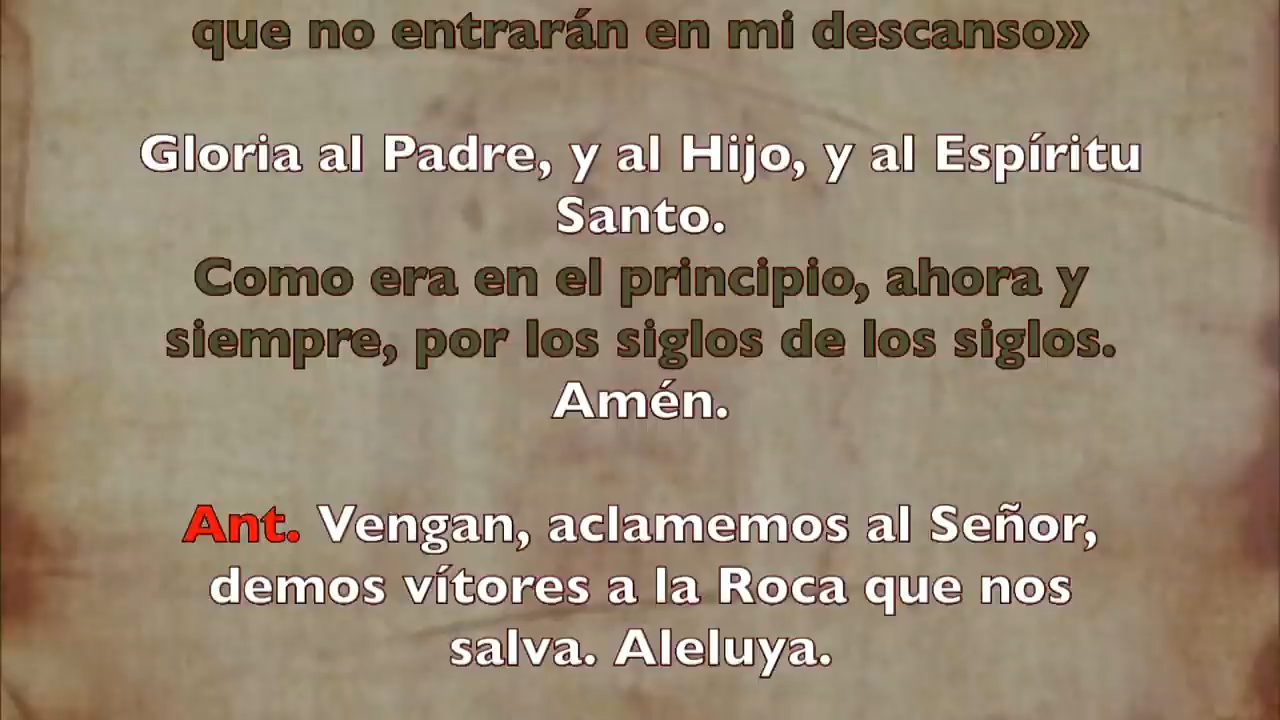 que no entrarán en mi descanso»
Gloria al Padre, y al Hijo, y al Espíritu
Santo.
Como era en el principio, ahora y
siempre, por los siglos de los siglos.
Amén.
Ant. Vengan, aclamemos al Señor,
demos vítores a la Roca que nos
salva. Aleluya.